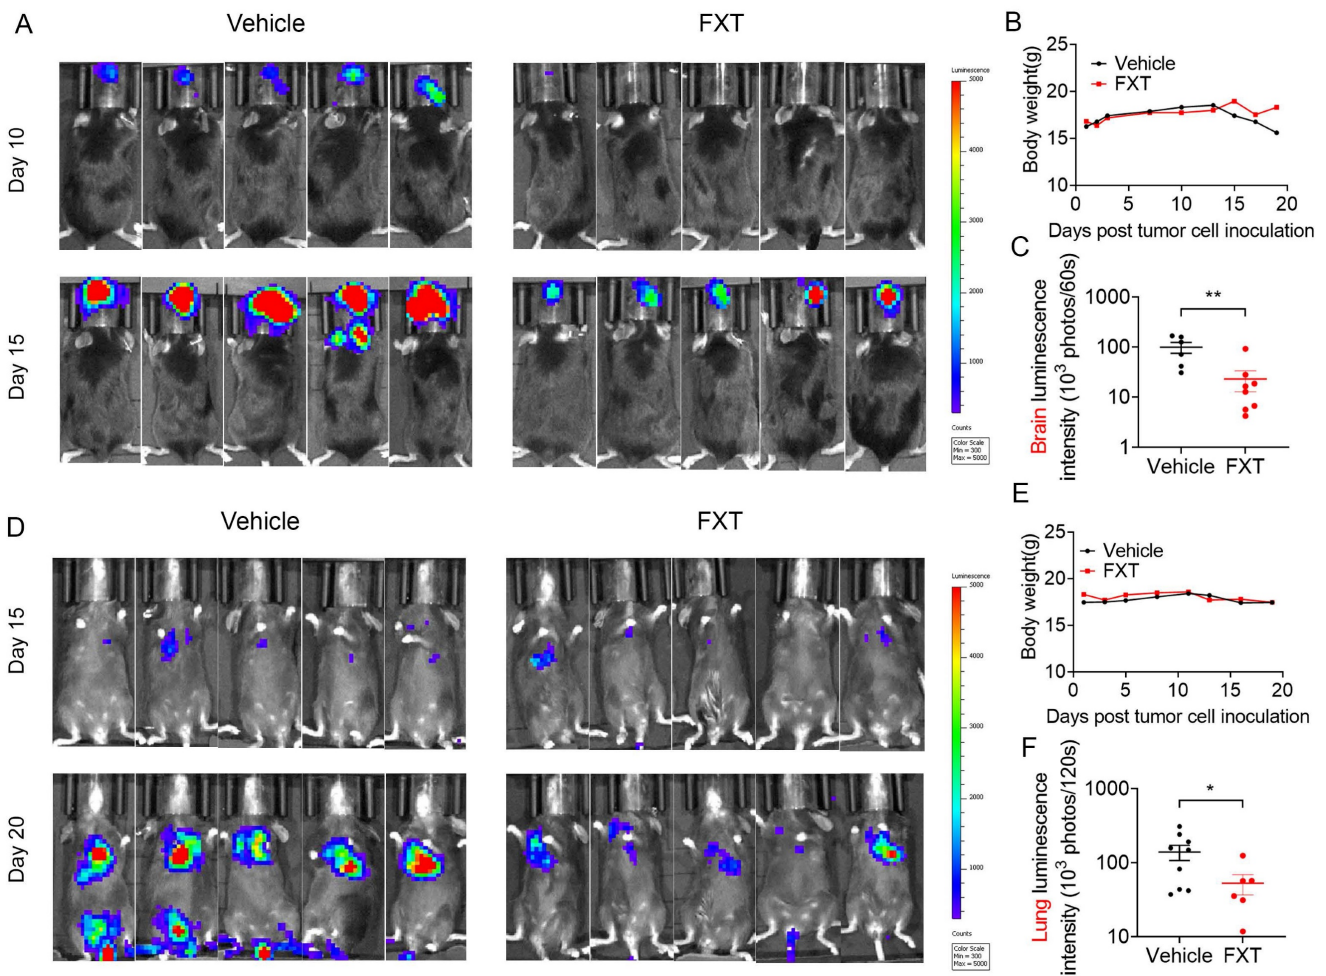 A
Vehicle
FXT
Day 10
Day 15
Luminescence
5000
4000
3000
2000
1000
Counts
Color Scale
Min = 300
Max = 5000
B
Body weight(g)
25
20
15
10
Vehicle
FXT
0
5
10
15
20
Days post tumor cell inoculation
C
Brain luminescence
intensity (10³ photos/60s)
1000
100
10
1
**
Vehicle
FXT
D
Vehicle
FXT
Day 15
Day 20
Luminescence
5000
4000
3000
2000
1000
Counts
Color Scale
Min = 300
Max = 5000
E
Body weight(g)
25
20
15
10
Vehicle
FXT
0
5
10
15
20
Days post tumor cell inoculation
F
Lung luminescence
intensity (10³ photos/120s)
1000
100
10
*
Vehicle
FXT